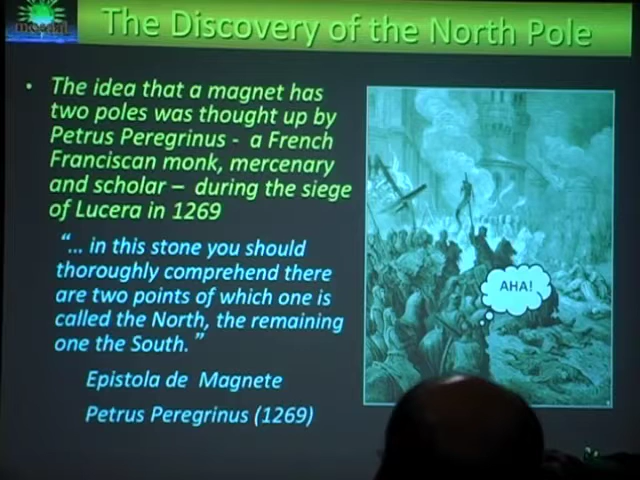 The Discovery of the North Pole
• The idea that a magnet has
two poles was thought up by
Petrus Peregrinus - a French
Franciscan monk, mercenary
and scholar – during the siege
of Lucera in 1269
“... in this stone you should
thoroughly comprehend there
are two points of which one is
called the North, the remaining
one the South.”
Epistola de Magnete
Petrus Peregrinus (1269)
AHA!